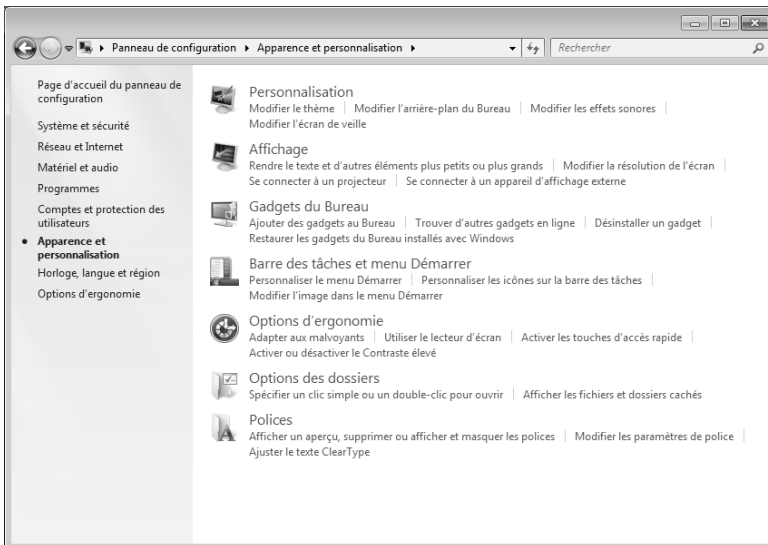 Panneau de configuration ▸ Apparence et personnalisation ▸
Rechercher
Page d'accueil du panneau de
configuration
Système et sécurité
Réseau et Internet
Matériel et audio
Programmes
Comptes et protection des
utilisateurs
• Apparence et
personnalisation
Horloge, langue et région
Options d'ergonomie
Personnalisation
Modifier le thème | Modifier l'arrière-plan du Bureau | Modifier les effets sonores |
Modifier l'écran de veille
Affichage
Rendre le texte et d'autres éléments plus petits ou plus grands | Modifier la résolution de l'écran |
Se connecter à un projecteur | Se connecter à un appareil d'affichage externe
Gadgets du Bureau
Ajouter des gadgets au Bureau | Trouver d'autres gadgets en ligne | Désinstaller un gadget |
Restaurer les gadgets du Bureau installés avec Windows
Barre des tâches et menu Démarrer
Personnaliser le menu Démarrer | Personnaliser les icônes sur la barre des tâches |
Modifier l'image dans le menu Démarrer
Options d'ergonomie
Adapter aux malvoyants | Utiliser le lecteur d'écran | Activer les touches d'accès rapide |
Activer ou désactiver le Contraste élevé
Options des dossiers
Spécifier un clic simple ou un double-clic pour ouvrir | Afficher les fichiers et dossiers cachés
Polices
Afficher un aperçu, supprimer ou afficher et masquer les polices | Modifier les paramètres de police |
Ajuster le texte ClearType